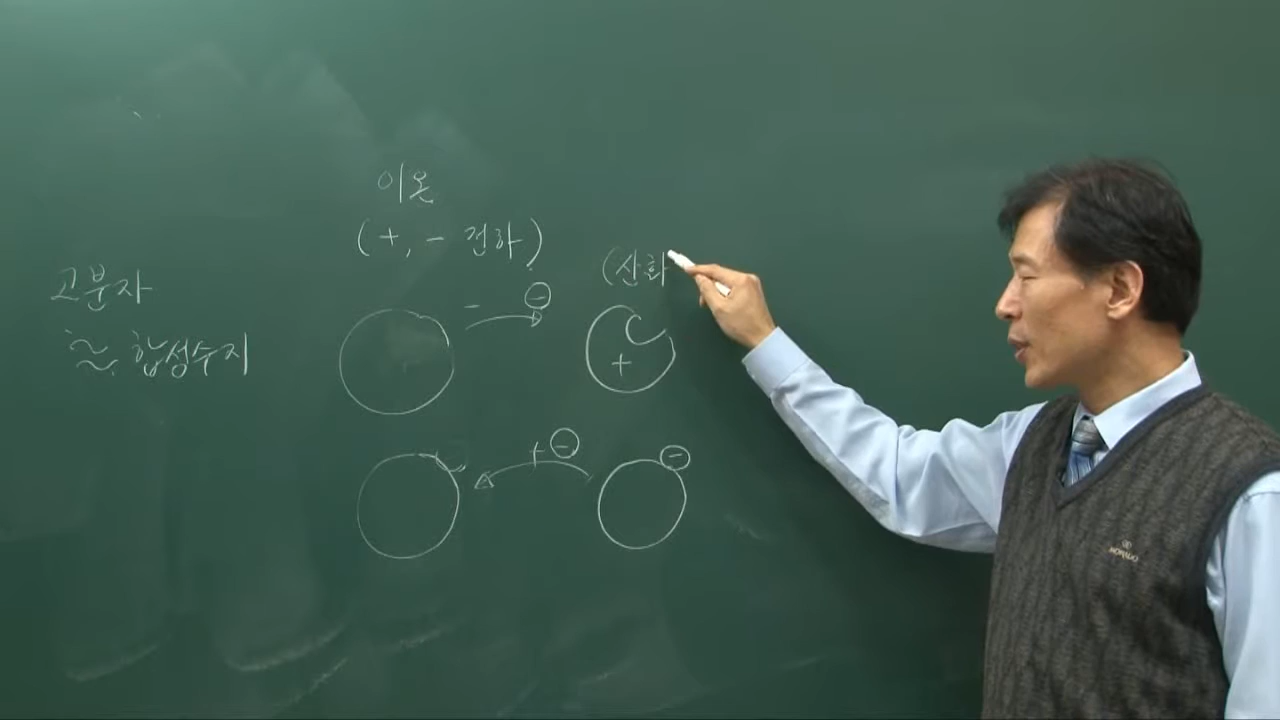 이온
(+, - 전하)
고분자
≈ 합성수지
(산화
- ⊖
+
+ ⊖
-